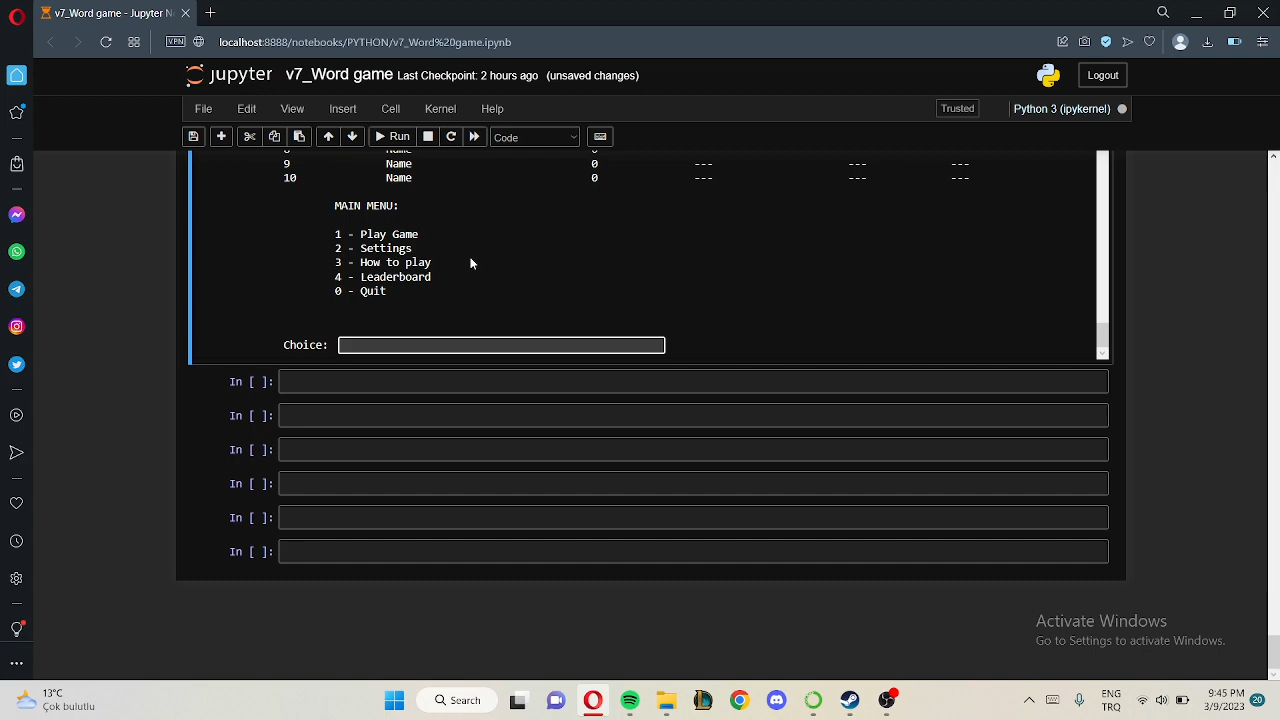 v7_Word game - Jupyter N
localhost:8888/notebooks/PYTHON/v7_Word%20game.ipynb
VPN
jupyter v7_Word game Last Checkpoint: 2 hours ago (unsaved changes)
Logout
File Edit View Insert Cell Kernel Help
Trusted
Python 3 (ipykernel)
Run
Code
Name
9 Name 0 --- --- ---
10 Name 0 --- --- ---
MAIN MENU:
1 - Play Game
2 - Settings
3 - How to play
4 - Leaderboard
0 - Quit
Choice:
In [ ]:
In [ ]:
In [ ]:
In [ ]:
In [ ]:
In [ ]:
Activate Windows
Go to Settings to activate Windows.
13°C
Çok bulutlu
Search
ENG
TRQ
9:45 PM
3/9/2023
20